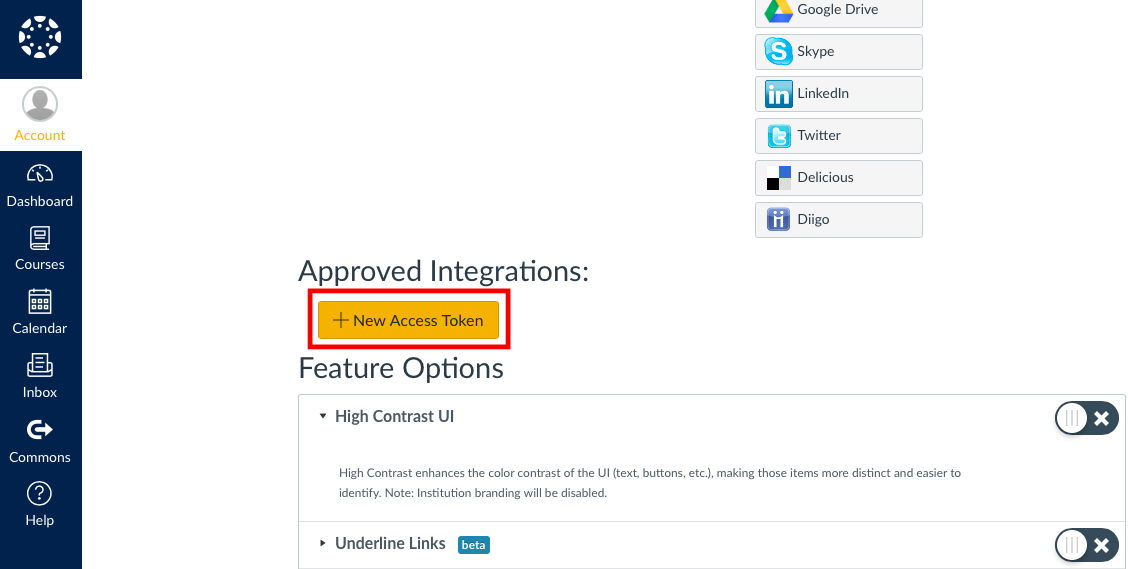 Google Drive
Skype
LinkedIn
Twitter
Delicious
Diigo
Account
Dashboard
Courses
Calendar
Inbox
Commons
Help
Approved Integrations:
New Access Token
Feature Options
High Contrast UI
High Contrast enhances the color contrast of the UI (text, buttons, etc.), making those items more distinct and easier to
identify. Note: Institution branding will be disabled.
Underline Links beta